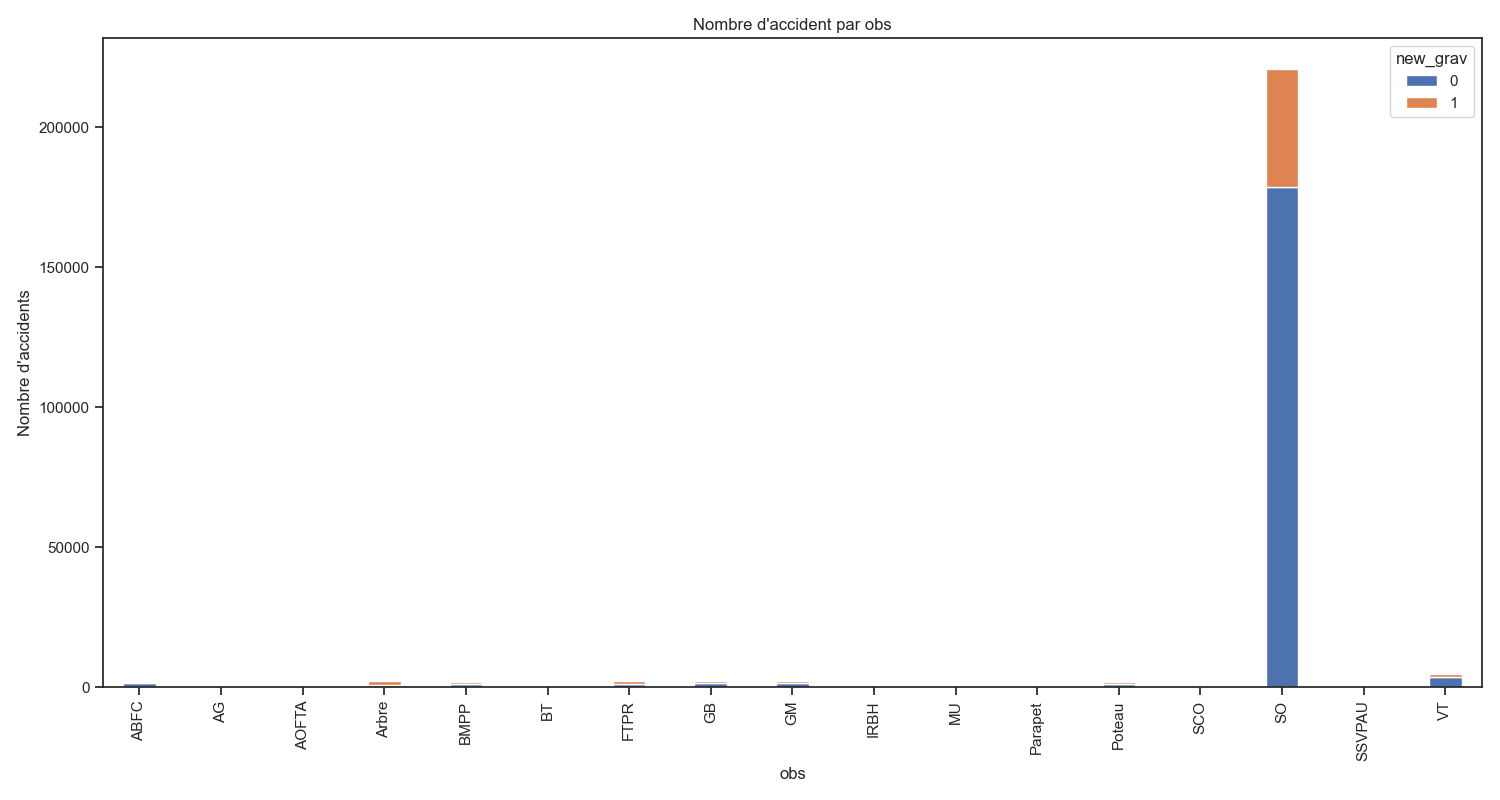 Nombre d'accident par obs
new_grav
0
1
Nombre d'accidents
200000
150000
100000
50000
0
ABFC
AG
AOFTA
Arbre
BMPP
BT
FTPR
GB
GM
IRBH
MU
Parapet
Poteau
SCO
SO
SSVPAU
VT
obs